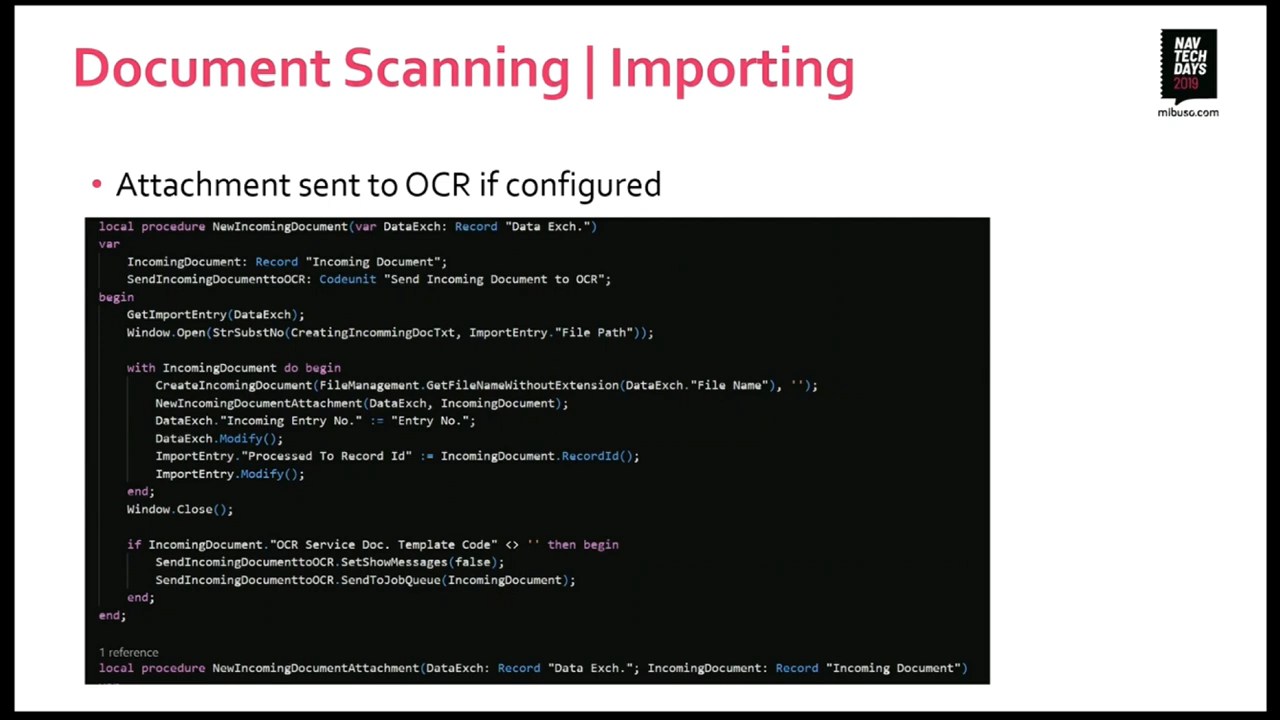 Document Scanning | Importing
NAV
TECH
DAYS
2019
mibuso.com
• Attachment sent to OCR if configured
local procedure NewIncomingDocument(var DataExch: Record "Data Exch.")
var
IncomingDocument: Record "Incoming Document";
SendIncomingDocumenttoOCR: Codeunit "Send Incoming Document to OCR";
begin
GetImportEntry(DataExch);
Window.Open(StrSubstNo(CreatingIncommingDocTxt, ImportEntry."File Path"));
with IncomingDocument do begin
CreateIncomingDocument(FileManagement.GetFileNameWithoutExtension(DataExch."File Name"), '');
NewIncomingDocumentAttachment(DataExch, IncomingDocument);
DataExch."Incoming Entry No." := "Entry No.";
DataExch.Modify();
ImportEntry."Processed To Record Id" := IncomingDocument.RecordId();
ImportEntry.Modify();
end;
Window.Close();
if IncomingDocument."OCR Service Doc. Template Code" <> '' then begin
SendIncomingDocumenttoOCR.SetShowMessages(false);
SendIncomingDocumenttoOCR.SendToJobQueue(IncomingDocument);
end;
end;
1 reference
local procedure NewIncomingDocumentAttachment(DataExch: Record "Data Exch."; IncomingDocument: Record "Incoming Document")